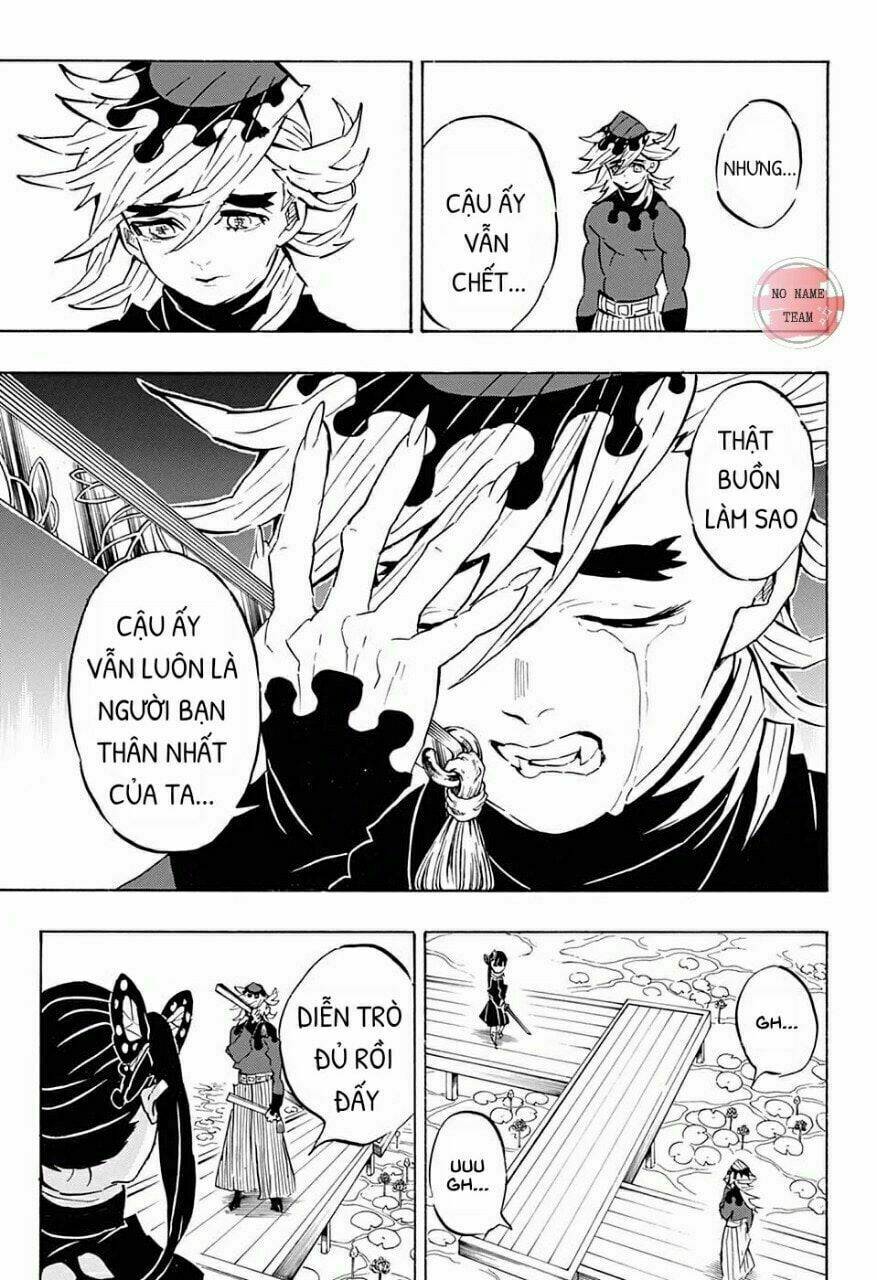 NHƯNG...
CẬU ẤY
VẪN
CHẾT...
NO NAME
TEAM
THẬT
BUỒN
LÀM SAO
CẬU ẤY
VẪN LUÔN LÀ
NGƯỜI BẠN
THÂN NHẤT
CỦA TA...
GH...
UUU
GH...
DIỄN TRÒ
ĐỦ RỒI
ĐẤY